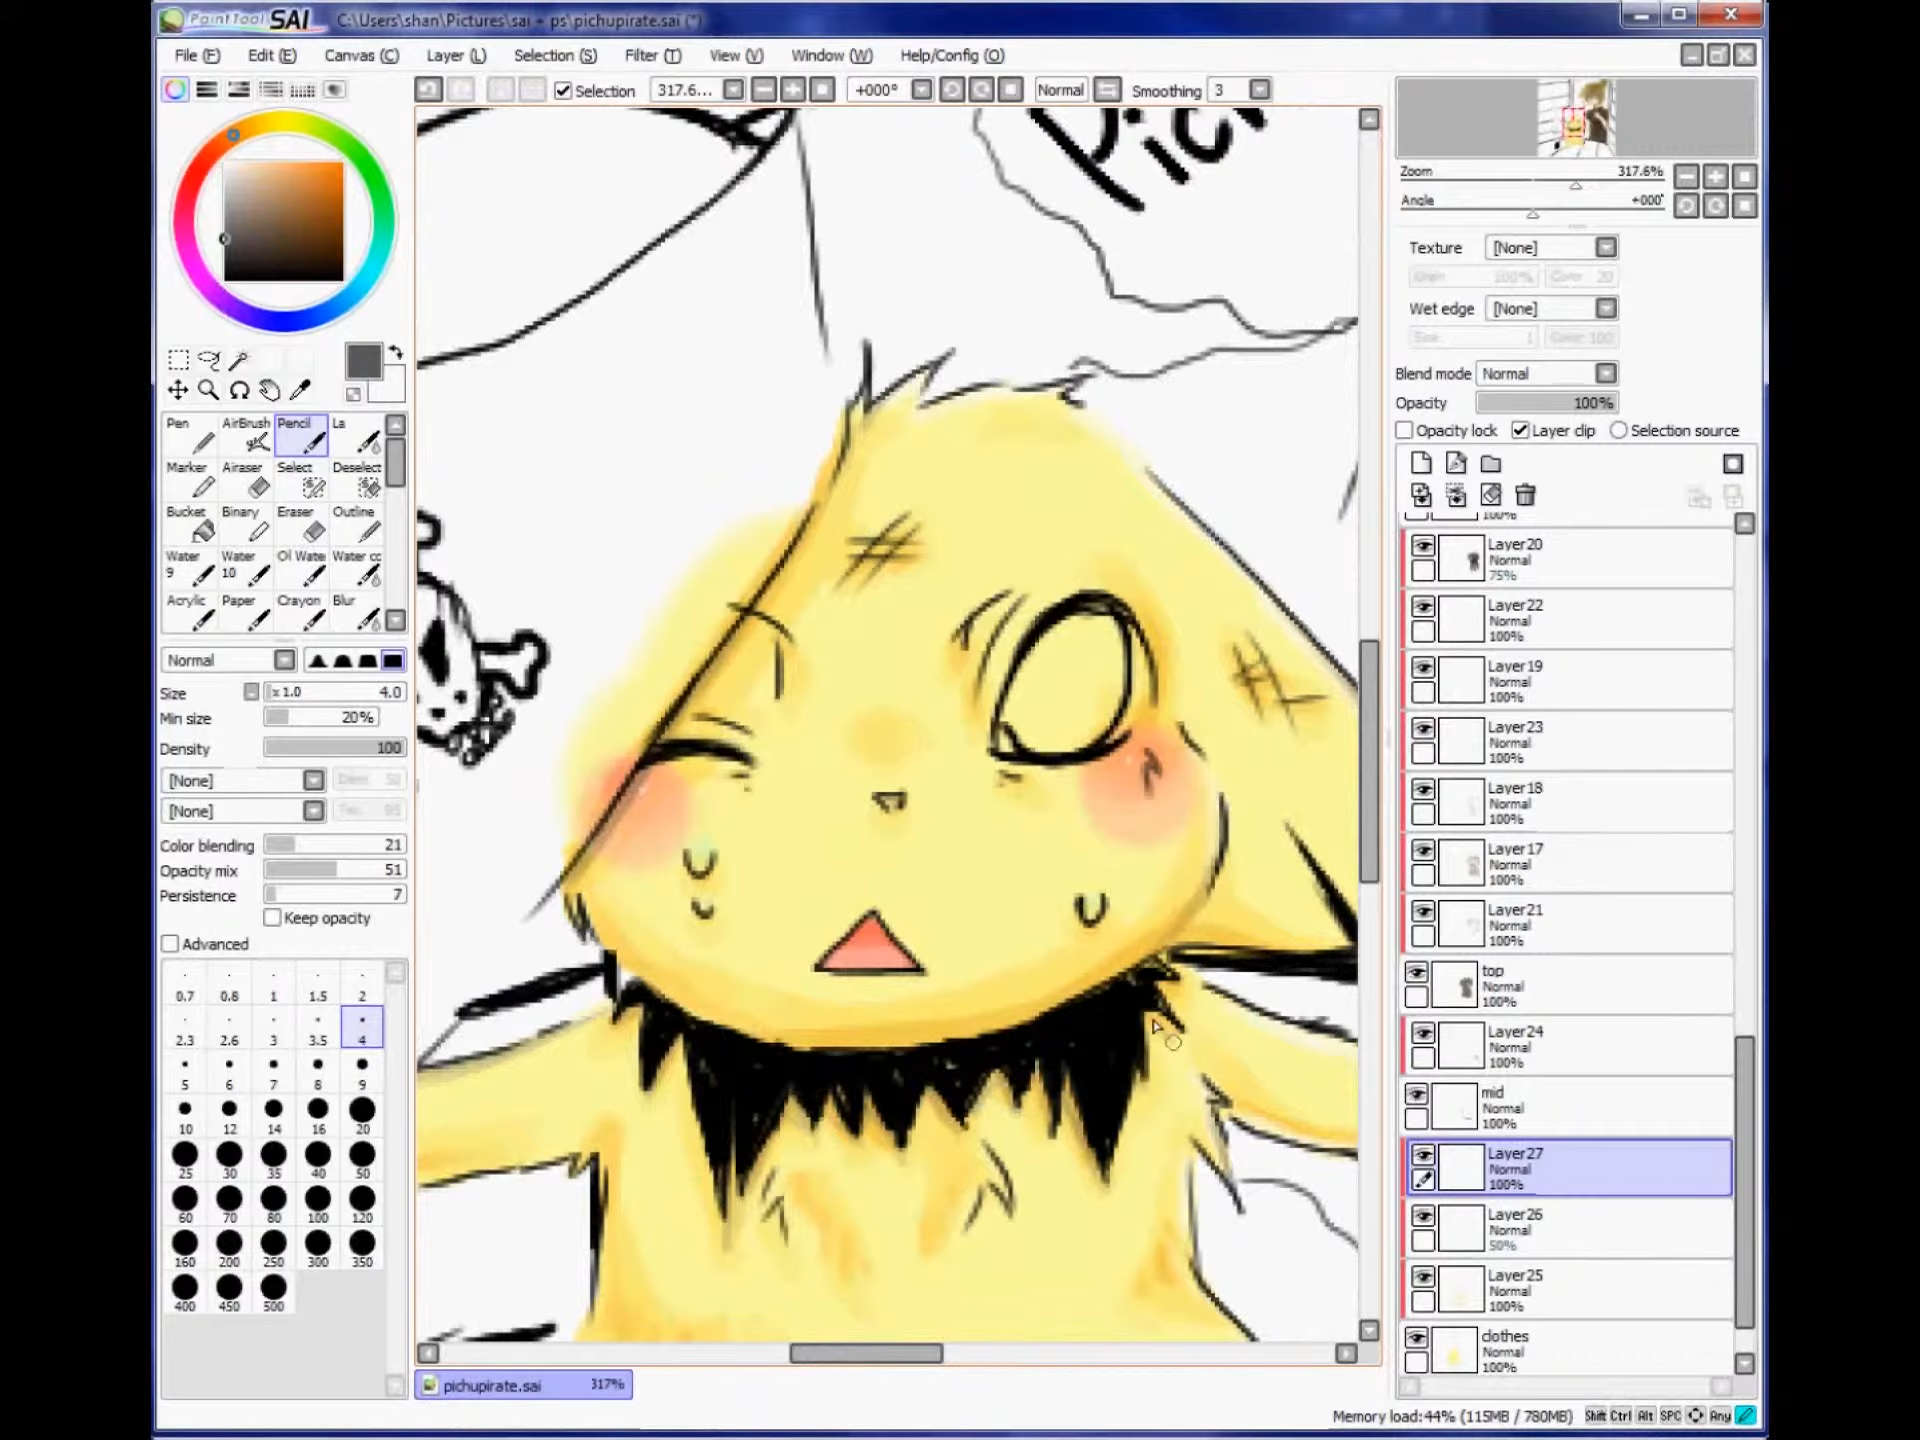 PaintTool SAI C:\Users\shan\Pictures\sai + ps\pichupirate.sai (*)
File (F) Edit (E) Canvas (C) Layer (L) Selection (S) Filter (T) View (V) Window (W) Help/Config (O)
Selection 317.6... +000° Normal Smoothing 3
Pic
Zoom 317.6%
Angle +000°
Texture [None]
100% 20
Wet edge [None]
1 100
Blend mode Normal
Opacity 100%
Opacity lock Layer clip Selection source
Pen AirBrush Pencil La
Marker Airaser Select Deselect
Bucket Binary Eraser Outline
Water 9 Water 10 Oil Wate Water cc
Acrylic Paper Crayon Blur
Normal
Size x 1.0 4.0
Min size 20%
Density 100
[None] 50
[None] 95
Color blending 21
Opacity mix 51
Persistence 7
Keep opacity
Advanced
0.7 0.8 1 1.5 2
2.3 2.6 3 3.5 4
5 6 7 8 9
10 12 14 16 20
25 30 35 40 50
60 70 80 100 120
160 200 250 300 350
400 450 500
100%
Layer20
Normal
75%
Layer22
Normal
100%
Layer19
Normal
100%
Layer23
Normal
100%
Layer18
Normal
100%
Layer17
Normal
100%
Layer21
Normal
100%
top
Normal
100%
Layer24
Normal
100%
mid
Normal
100%
Layer27
Normal
100%
Layer26
Normal
50%
Layer25
Normal
100%
clothes
Normal
100%
pichupirate.sai 317%
Memory load:44% (115MB / 780MB) Shift Ctrl Alt SPC Any